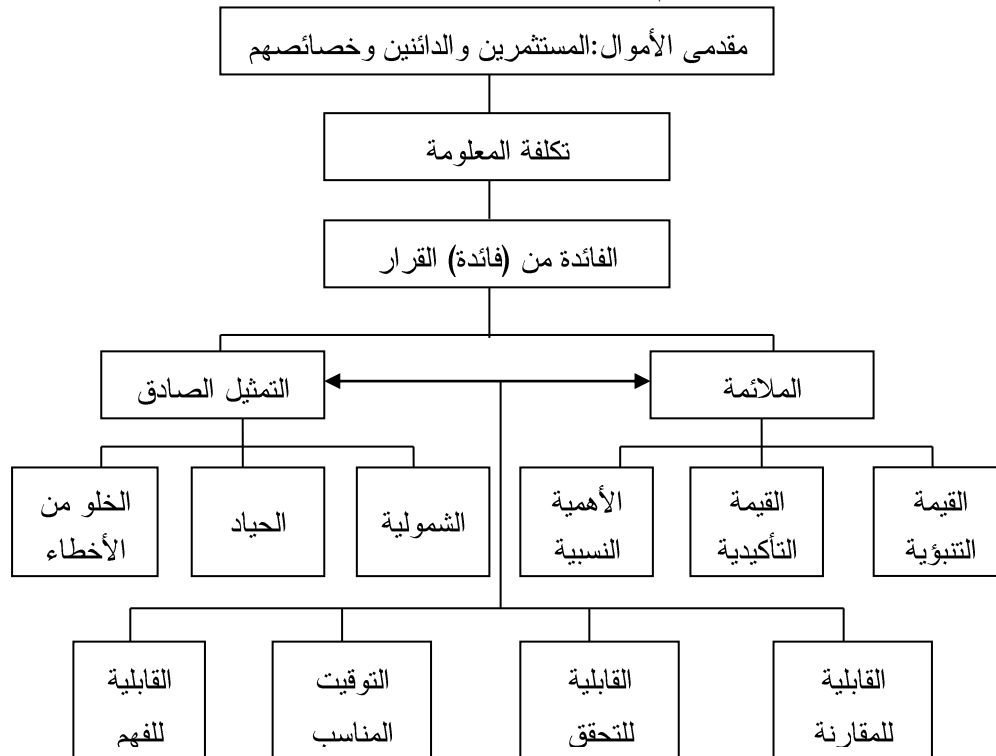 مقدمى الأموال:المستثمرين والدائنين وخصائصهم
تكلفة المعلومة
الفائدة من (فائدة) القرار
الملائمة
التمثيل الصادق
القيمة
التنبؤية
القيمة
التأكيدية
الأهمية
النسبية
الشمولية
الحياد
الخلو من
الأخطاء
القابلية
للمقارنة
القابلية
للتحقق
التوقيت
المناسب
القابلية
للفهم